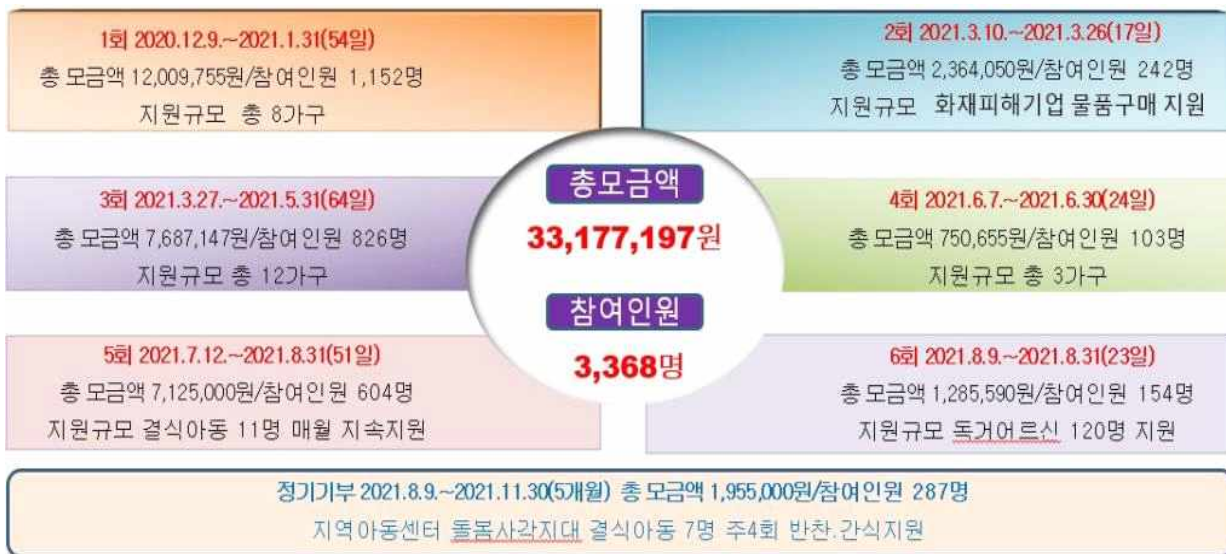 1회 2020.12.9.~2021.1.31(54일)
총 모금액 12,009,755원/참여인원 1,152명
지원규모 총 8가구
2회 2021.3.10.~2021.3.26(17일)
총 모금액 2,364,050원/참여인원 242명
지원규모 화재피해기업 물품구매 지원
총모금액
33,177,197원
참여인원
3,368명
3회 2021.3.27.~2021.5.31(64일)
총 모금액 7,687,147원/참여인원 826명
지원규모 총 12가구
4회 2021.6.7.~2021.6.30(24일)
총 모금액 750,655원/참여인원 103명
지원규모 총 3가구
5회 2021.7.12.~2021.8.31(51일)
총 모금액 7,125,000원/참여인원 604명
지원규모 결식아동 11명 매월 지속지원
6회 2021.8.9.~2021.8.31(23일)
총 모금액 1,285,590원/참여인원 154명
지원규모 독거어르신 120명 지원
정기기부 2021.8.9.~2021.11.30(5개월) 총 모금액 1,955,000원/참여인원 287명
지역아동센터 돌봄사각지대 결식아동 7명 주4회 반찬.간식지원